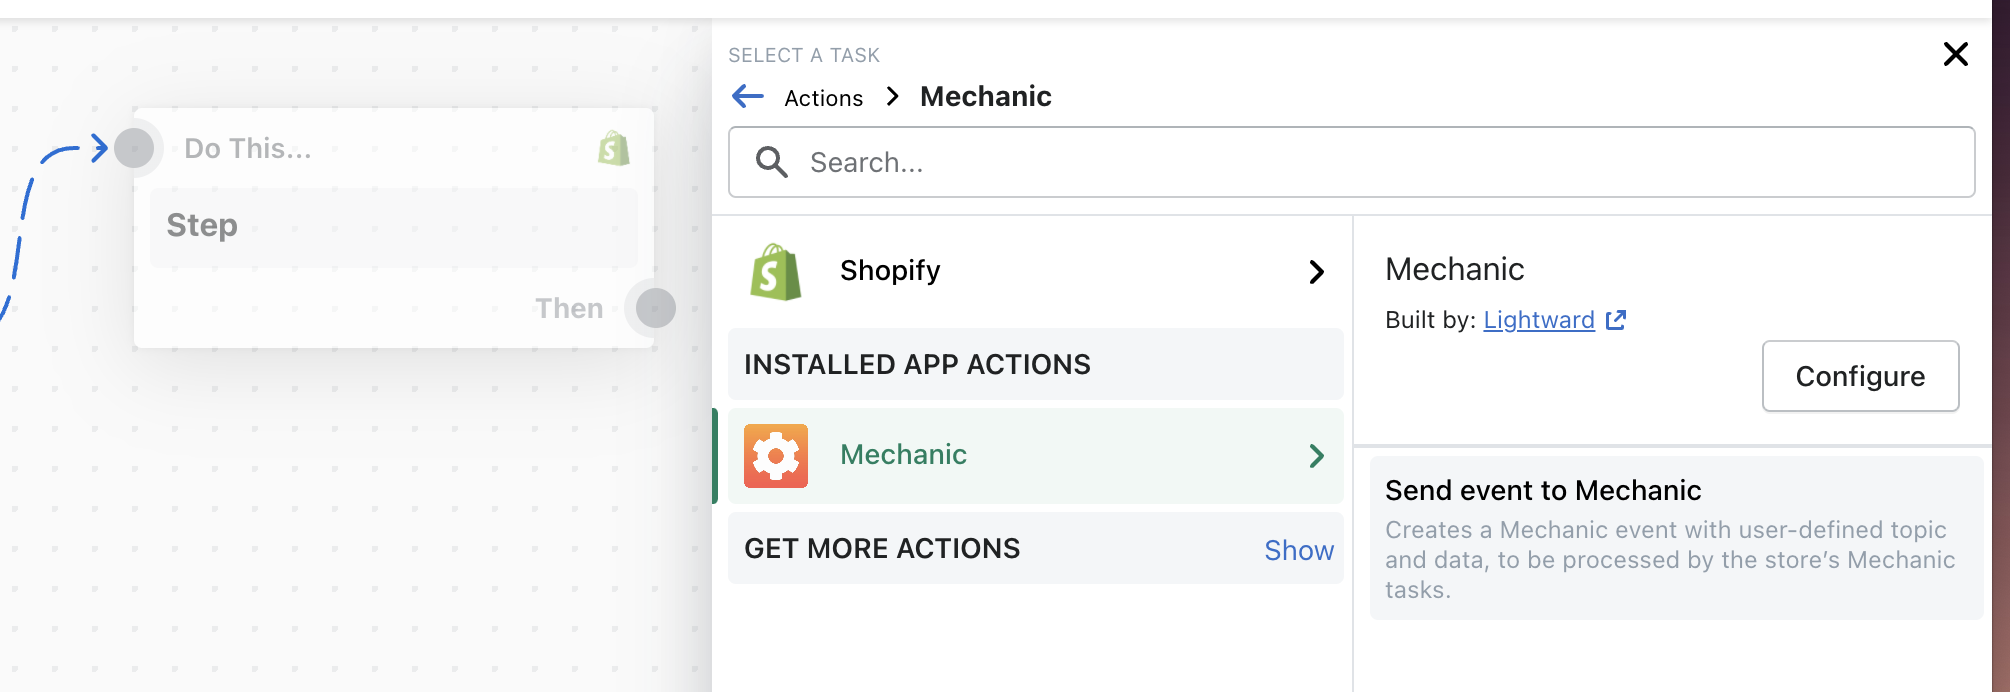 SELECT A TASK
Actions Mechanic
Search...
Do This...
Step
Then
Shopify
INSTALLED APP ACTIONS
Mechanic
GET MORE ACTIONS Show
Mechanic
Built by: Lightward
Configure
Send event to Mechanic
Creates a Mechanic event with user-defined topic
and data, to be processed by the store’s Mechanic
tasks.